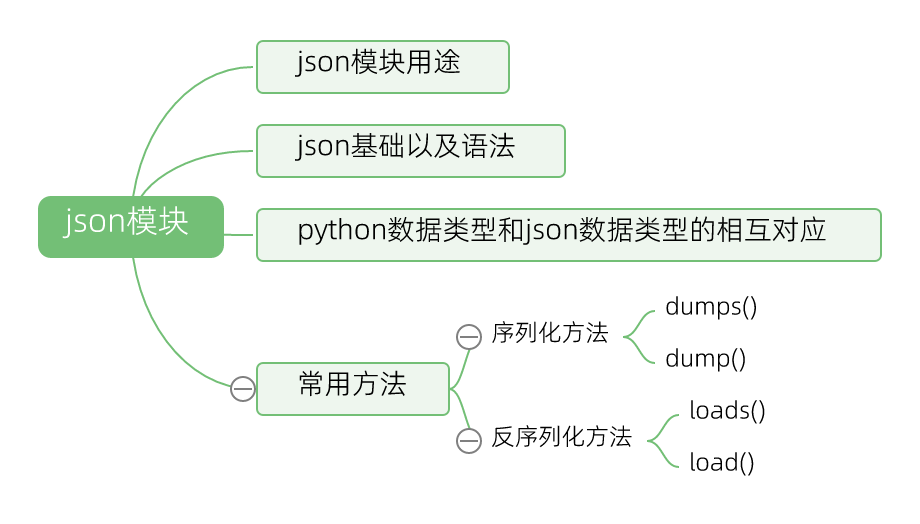 json模块用途
json基础以及语法
json模块
python数据类型和json数据类型的相互对应
常用方法
序列化方法
dumps()
dump()
反序列化方法
loads()
load()